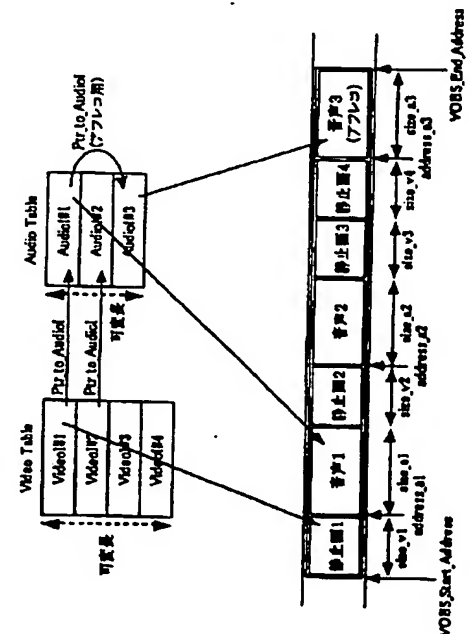 Video Table
Video#1
Video#2
Video#3
Video#4
可変長
Ptr to Audio
Ptr to Audio
Audio Table
Audio#1
Audio#2
Audio#3
可変長
Ptr_to_Audio
(アフレコ用)
静止画1
音声1
静止画2
音声2
静止画3
静止画4
音声3
(アフレコ)
size_v1
size_a1
size_v2
size_a2
size_v3
size_v4
size_a3
address_a1
address_a2
address_a3
VOBS_Start_Address
VOBS_End_Address